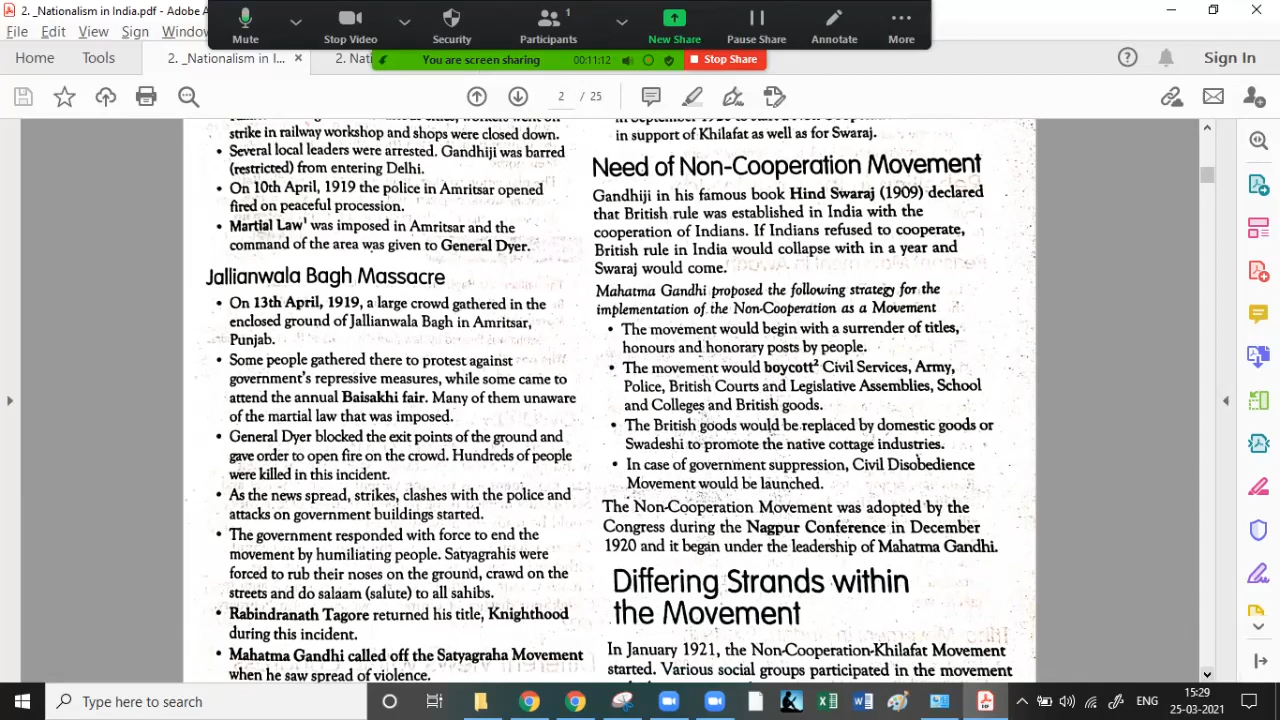 2. _Nationalism in India.pdf - Adobe A
File Edit View Sign Window
Mute
Stop Video
Security
1
Participants
New Share
Pause Share
Annotate
More
You are screen sharing
00:11:12
Stop Share
Home
Tools
2. _Nationalism in I...
2. Nati
Sign In
2 / 25
strike in railway workshop and shops were closed down.
• Several local leaders were arrested. Gandhiji was barred
(restricted) from entering Delhi.
• On 10th April, 1919 the police in Amritsar opened
fired on peaceful procession.
• Martial Law¹ was imposed in Amritsar and the
command of the area was given to General Dyer.
Jallianwala Bagh Massacre
• On 13th April, 1919, a large crowd gathered in the
enclosed ground of Jallianwala Bagh in Amritsar,
Punjab.
• Some people gathered there to protest against
government's repressive measures, while some came to
attend the annual Baisakhi fair. Many of them unaware
of the martial law that was imposed.
• General Dyer blocked the exit points of the ground and
gave order to open fire on the crowd. Hundreds of people
were killed in this incident.
• As the news spread, strikes, clashes with the police and
attacks on government buildings started.
• The government responded with force to end the
movement by humiliating people. Satyagrahis were
forced to rub their noses on the ground, crawd on the
streets and do salaam (salute) to all sahibs.
• Rabindranath Tagore returned his title, Knighthood
during this incident.
• Mahatma Gandhi called off the Satyagraha Movement
when he saw spread of violence.
in support of Khilafat as well as for Swaraj.
Need of Non-Cooperation Movement
Gandhiji in his famous book Hind Swaraj (1909) declared
that British rule was established in India with the
cooperation of Indians. If Indians refused to cooperate,
British rule in India would collapse with in a year and
Swaraj would come.
Mahatma Gandhi proposed the following strategy for the
implementation of the Non-Cooperation as a Movement
• The movement would begin with a surrender of titles,
honours and honorary posts by people.
• The movement would boycott² Civil Services, Army,
Police, British Courts and Legislative Assemblies, School
and Colleges and British goods.
• The British goods would be replaced by domestic goods or
Swadeshi to promote the native cottage industries.
• In case of government suppression, Civil Disobedience
Movement would be launched.
The Non-Cooperation Movement was adopted by the
Congress during the Nagpur Conference in December
1920 and it began under the leadership of Mahatma Gandhi.
Differing Strands within
the Movement
In January 1921, the Non-Cooperation-Khilafat Movement
started. Various social groups participated in the movement
Type here to search
ENG
15:29
25-03-2021